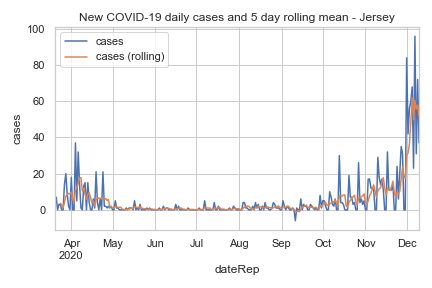 New COVID-19 daily cases and 5 day rolling mean - Jersey
100
80
60
40
20
0
cases
cases
cases (rolling)
Apr
2020
May
Jun
Jul
Aug
Sep
Oct
Nov
Dec
dateRep